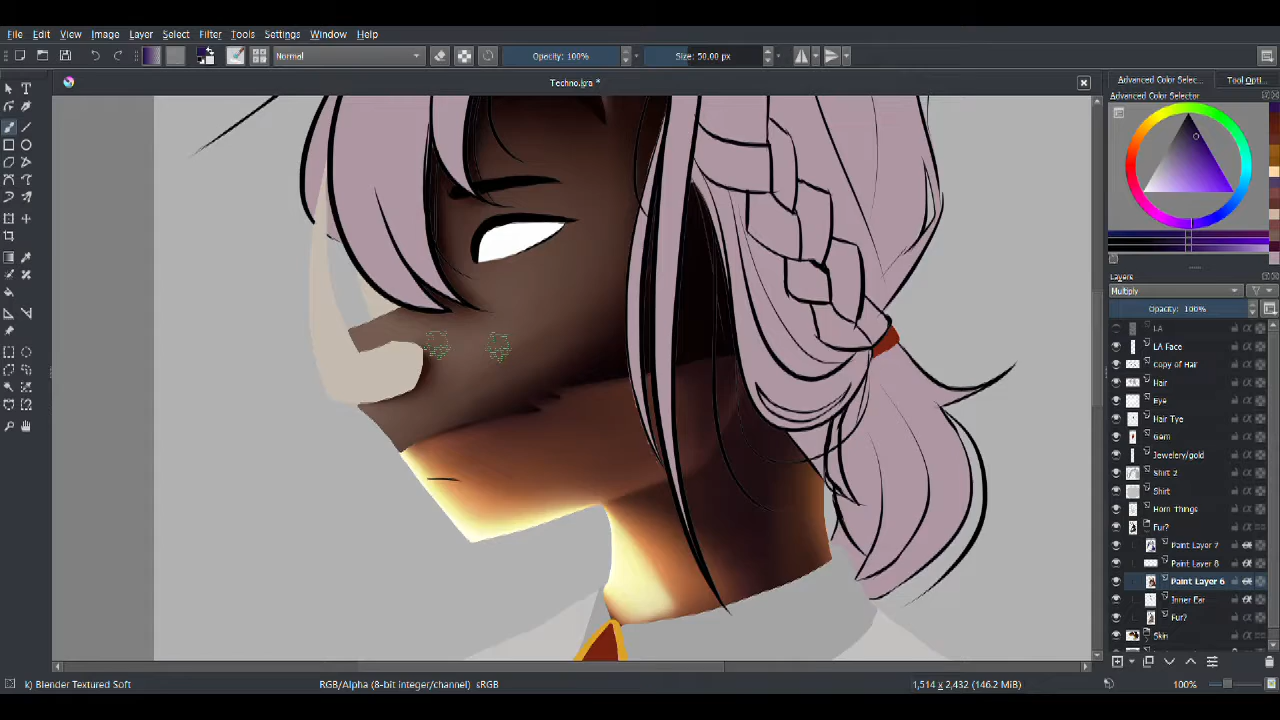 File Edit View Image Layer Select Filter Tools Settings Window Help
Normal Opacity: 100% Size: 50.00 px
Techno.kra *
Advanced Color Selec... Tool Opti...
Advanced Color Selector
Layers
Multiply
Opacity: 100%
LA
LA Face
Copy of Hair
Hair
Eye
Hair Tye
Gem
Jewelery/gold
Shirt 2
Shirt
Horn Things
Fur?
Paint Layer 7
Paint Layer 8
Paint Layer 6
Inner Ear
Fur?
Skin
k) Blender Textured Soft RGB/Alpha (8-bit integer/channel) sRGB 1,514 x 2,432 (146.2 MiB) 100%